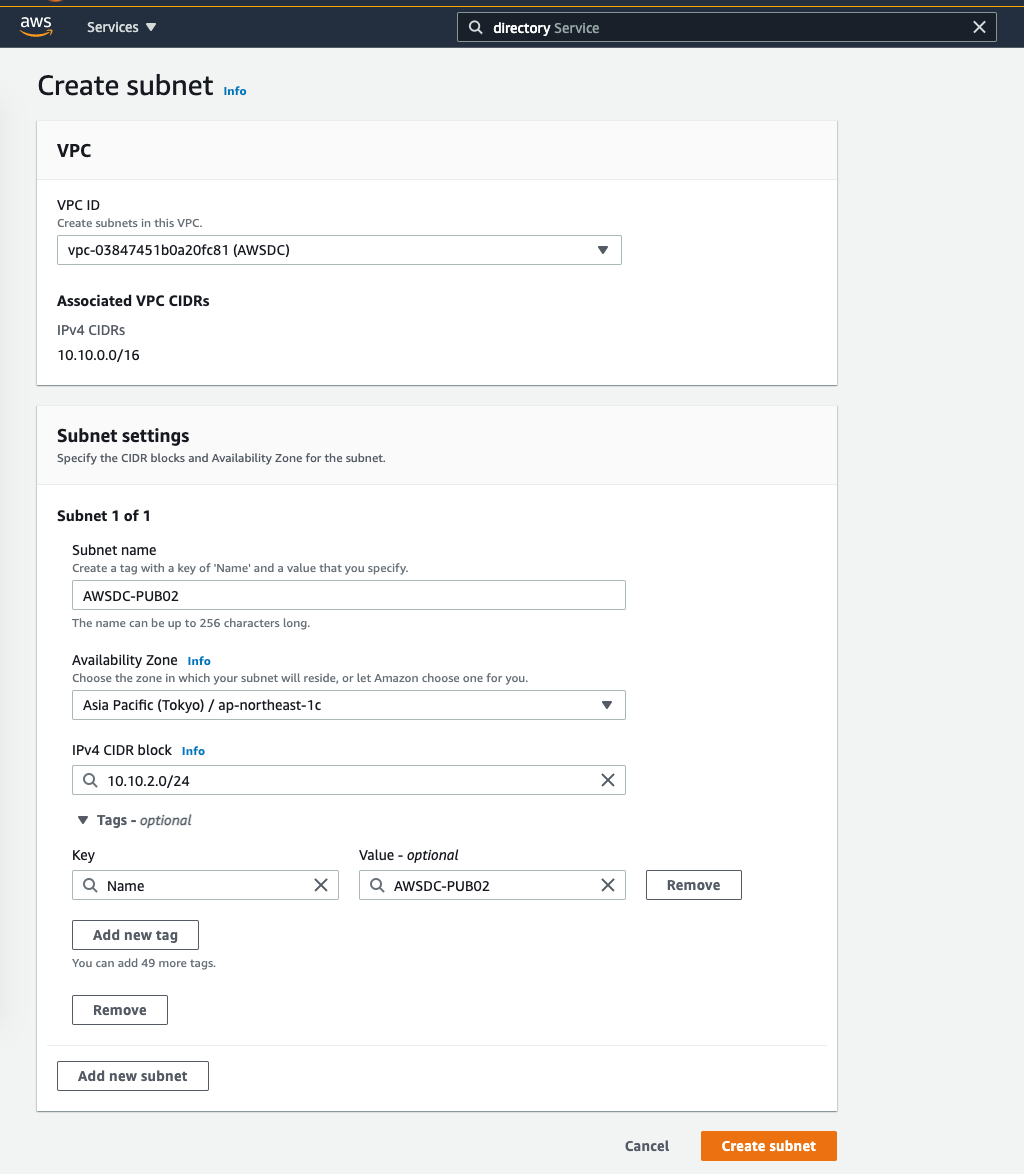 aws Services directory Service
Create subnet Info
VPC
VPC ID
Create subnets in this VPC.
vpc-03847451b0a20fc81 (AWSDC)
Associated VPC CIDRs
IPv4 CIDRs
10.10.0.0/16
Subnet settings
Specify the CIDR blocks and Availability Zone for the subnet.
Subnet 1 of 1
Subnet name
Create a tag with a key of 'Name' and a value that you specify.
AWSDC-PUB02
The name can be up to 256 characters long.
Availability Zone Info
Choose the zone in which your subnet will reside, or let Amazon choose one for you.
Asia Pacific (Tokyo) / ap-northeast-1c
IPv4 CIDR block Info
10.10.2.0/24
Tags - optional
Key Value - optional
Name AWSDC-PUB02 Remove
Add new tag
You can add 49 more tags.
Remove
Add new subnet
Cancel Create subnet